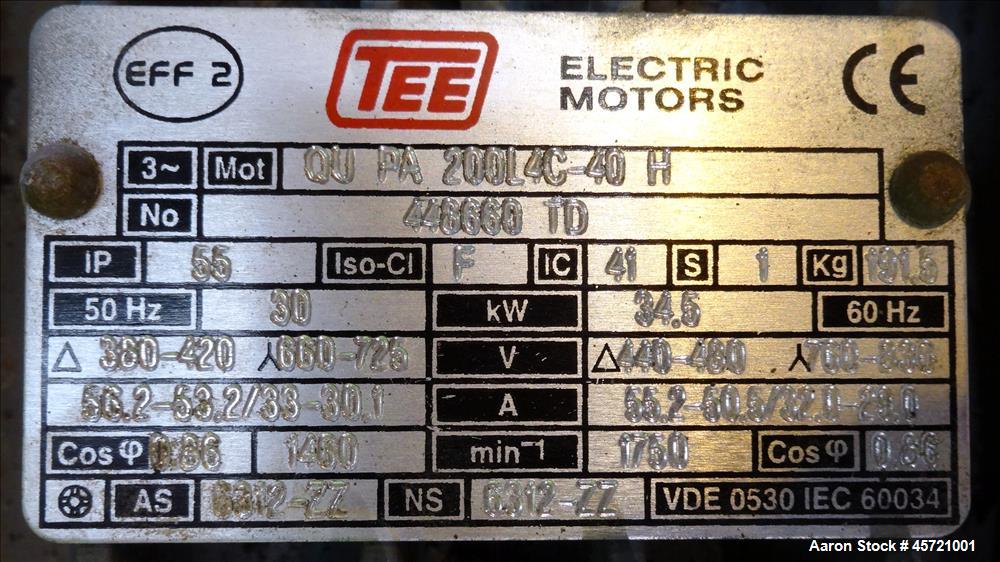 EFF 2 TEE ELECTRIC MOTORS CE
3~ Mot QU PA 200L4C-40 H
No 448660 TD
IP 55 Iso-Cl F IC 41 S 1 Kg 191.5
50 Hz 30 kW 34.5 60 Hz
Δ 380-420 ⅄ 660-725 V Δ 440-480 ⅄ 760-830
56.2-53.2/33-30.1 A 55.2-50.5/32.0-29.0
Cos φ 0.86 1460 min⁻¹ 1760 Cos φ 0.86
AS 6312-ZZ NS 6312-ZZ VDE 0530 IEC 60034
Aaron Stock # 45721001